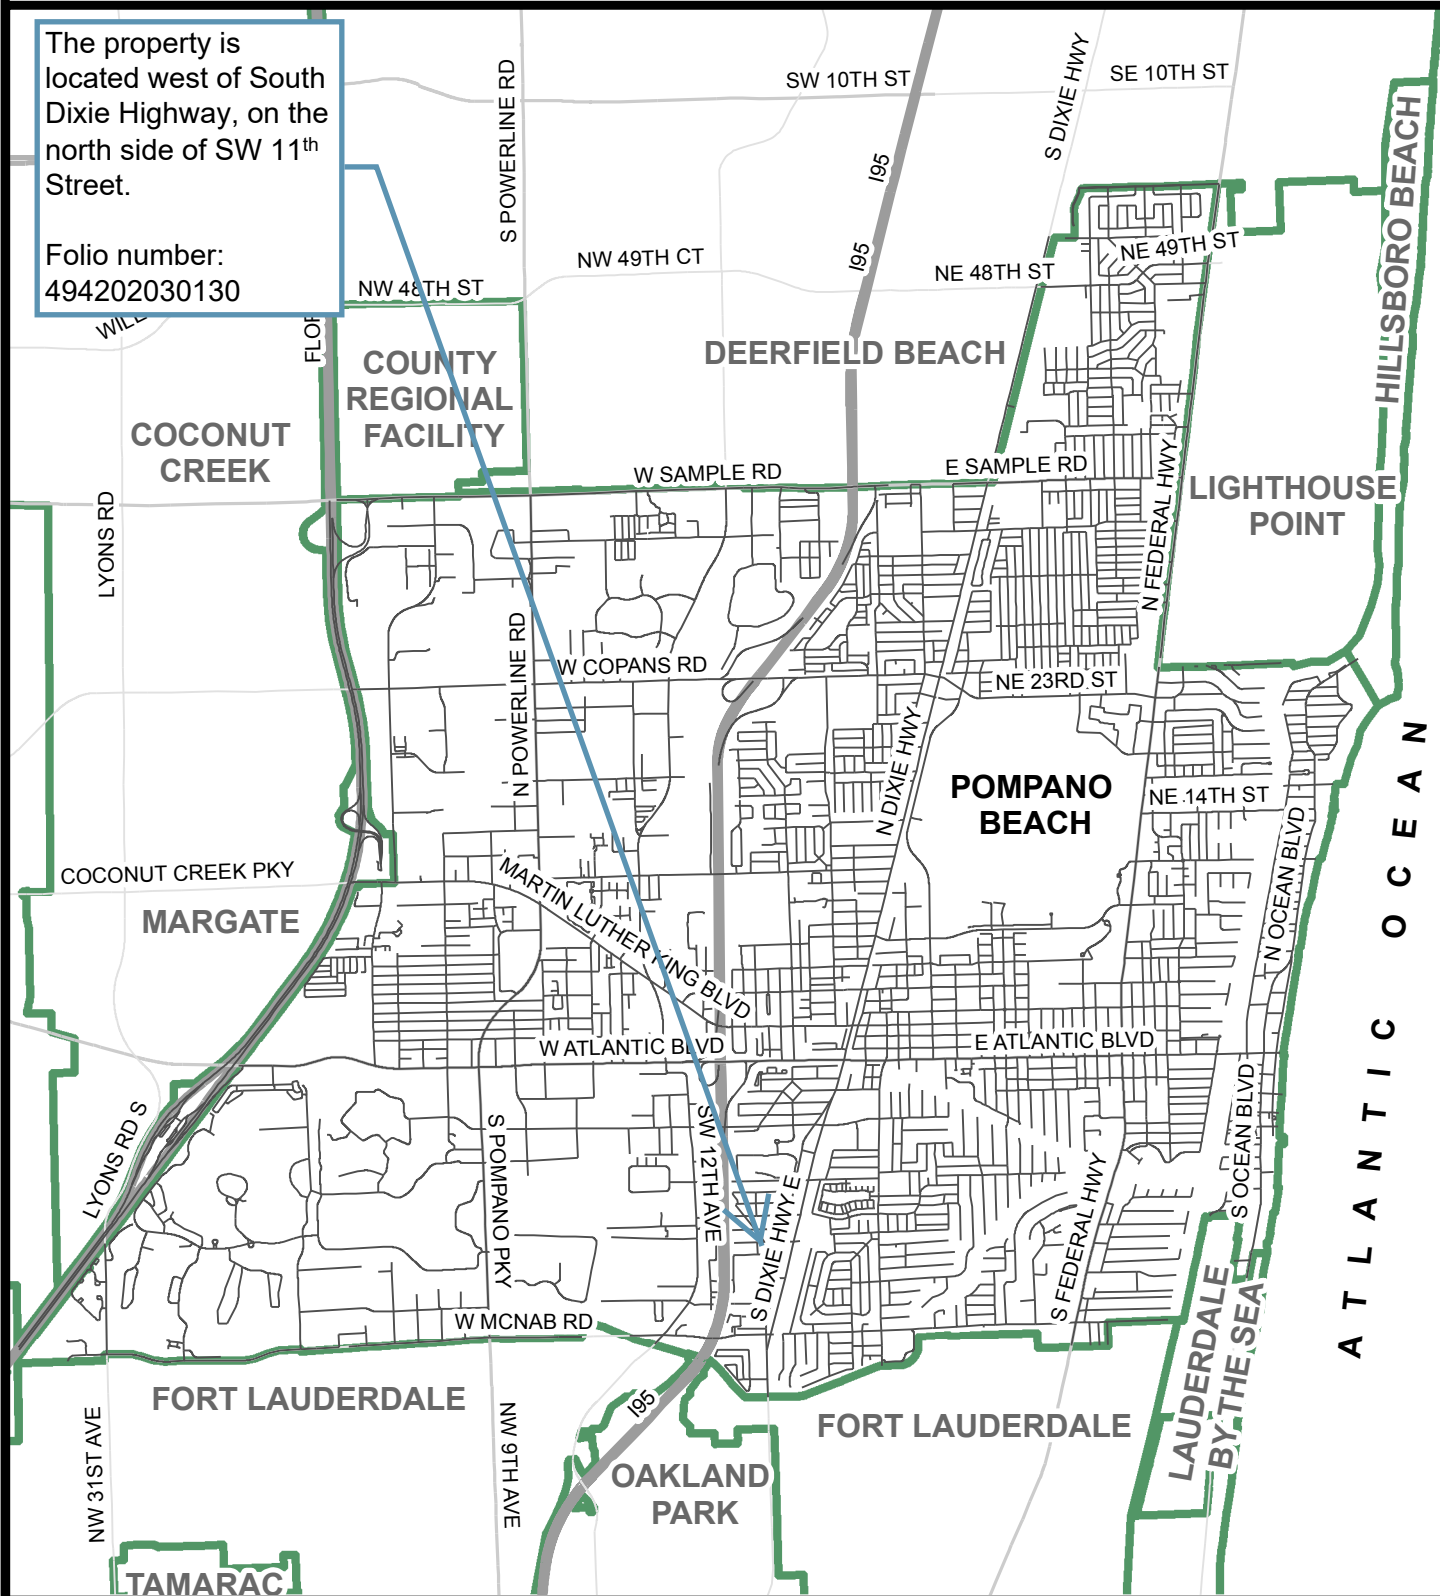 The property is
located west of South
Dixie Highway, on the
north side of SW 11th
Street.
Folio number:
494202030130
S POWERLINE RD
SW 10TH ST
S DIXIE HWY
SE 10TH ST
HILLSBORO BEACH
I95
I95
NW 49TH CT
NE 48TH ST
NE 49TH ST
NW 48TH ST
COUNTY
REGIONAL
FACILITY
DEERFIELD BEACH
COCONUT
CREEK
W SAMPLE RD
E SAMPLE RD
LIGHTHOUSE
POINT
LYONS RD
N FEDERAL HWY
N POWERLINE RD
W COPANS RD
NE 23RD ST
N DIXIE HWY
POMPANO
BEACH
NE 14TH ST
N OCEAN BLVD
COCONUT CREEK PKY
MARTIN LUTHER KING BLVD
MARGATE
ATLANTIC OCEAN
W ATLANTIC BLVD
E ATLANTIC BLVD
LYONS RD S
S POMPANO PKY
SW 12TH AVE
S DIXIE HWY E
S FEDERAL HWY
S OCEAN BLVD
W MCNAB RD
FORT LAUDERDALE
FORT LAUDERDALE
LAUDERDALE
BY THE SEA
I95
NW 31ST AVE
NW 9TH AVE
OAKLAND
PARK
TAMARAC